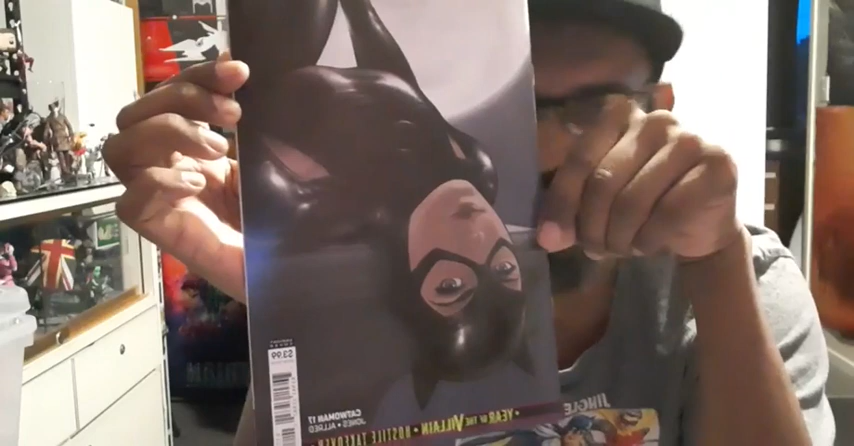 $3.99
CATWOMAN 17
JONES • ALLRED
• YEAR OF THE VILLAIN • HOSTILE TAKEOVER
JINGLE